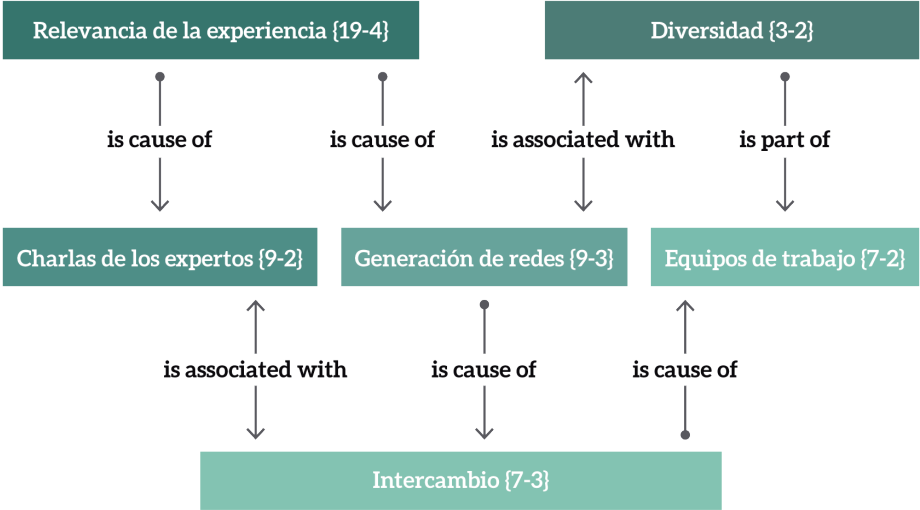 Relevancia de la experiencia {19-4}
Diversidad {3-2}
is cause of
is cause of
is associated with
is part of
Charlas de los expertos {9-2}
Generación de redes {9-3}
Equipos de trabajo {7-2}
is associated with
is cause of
is cause of
Intercambio {7-3}